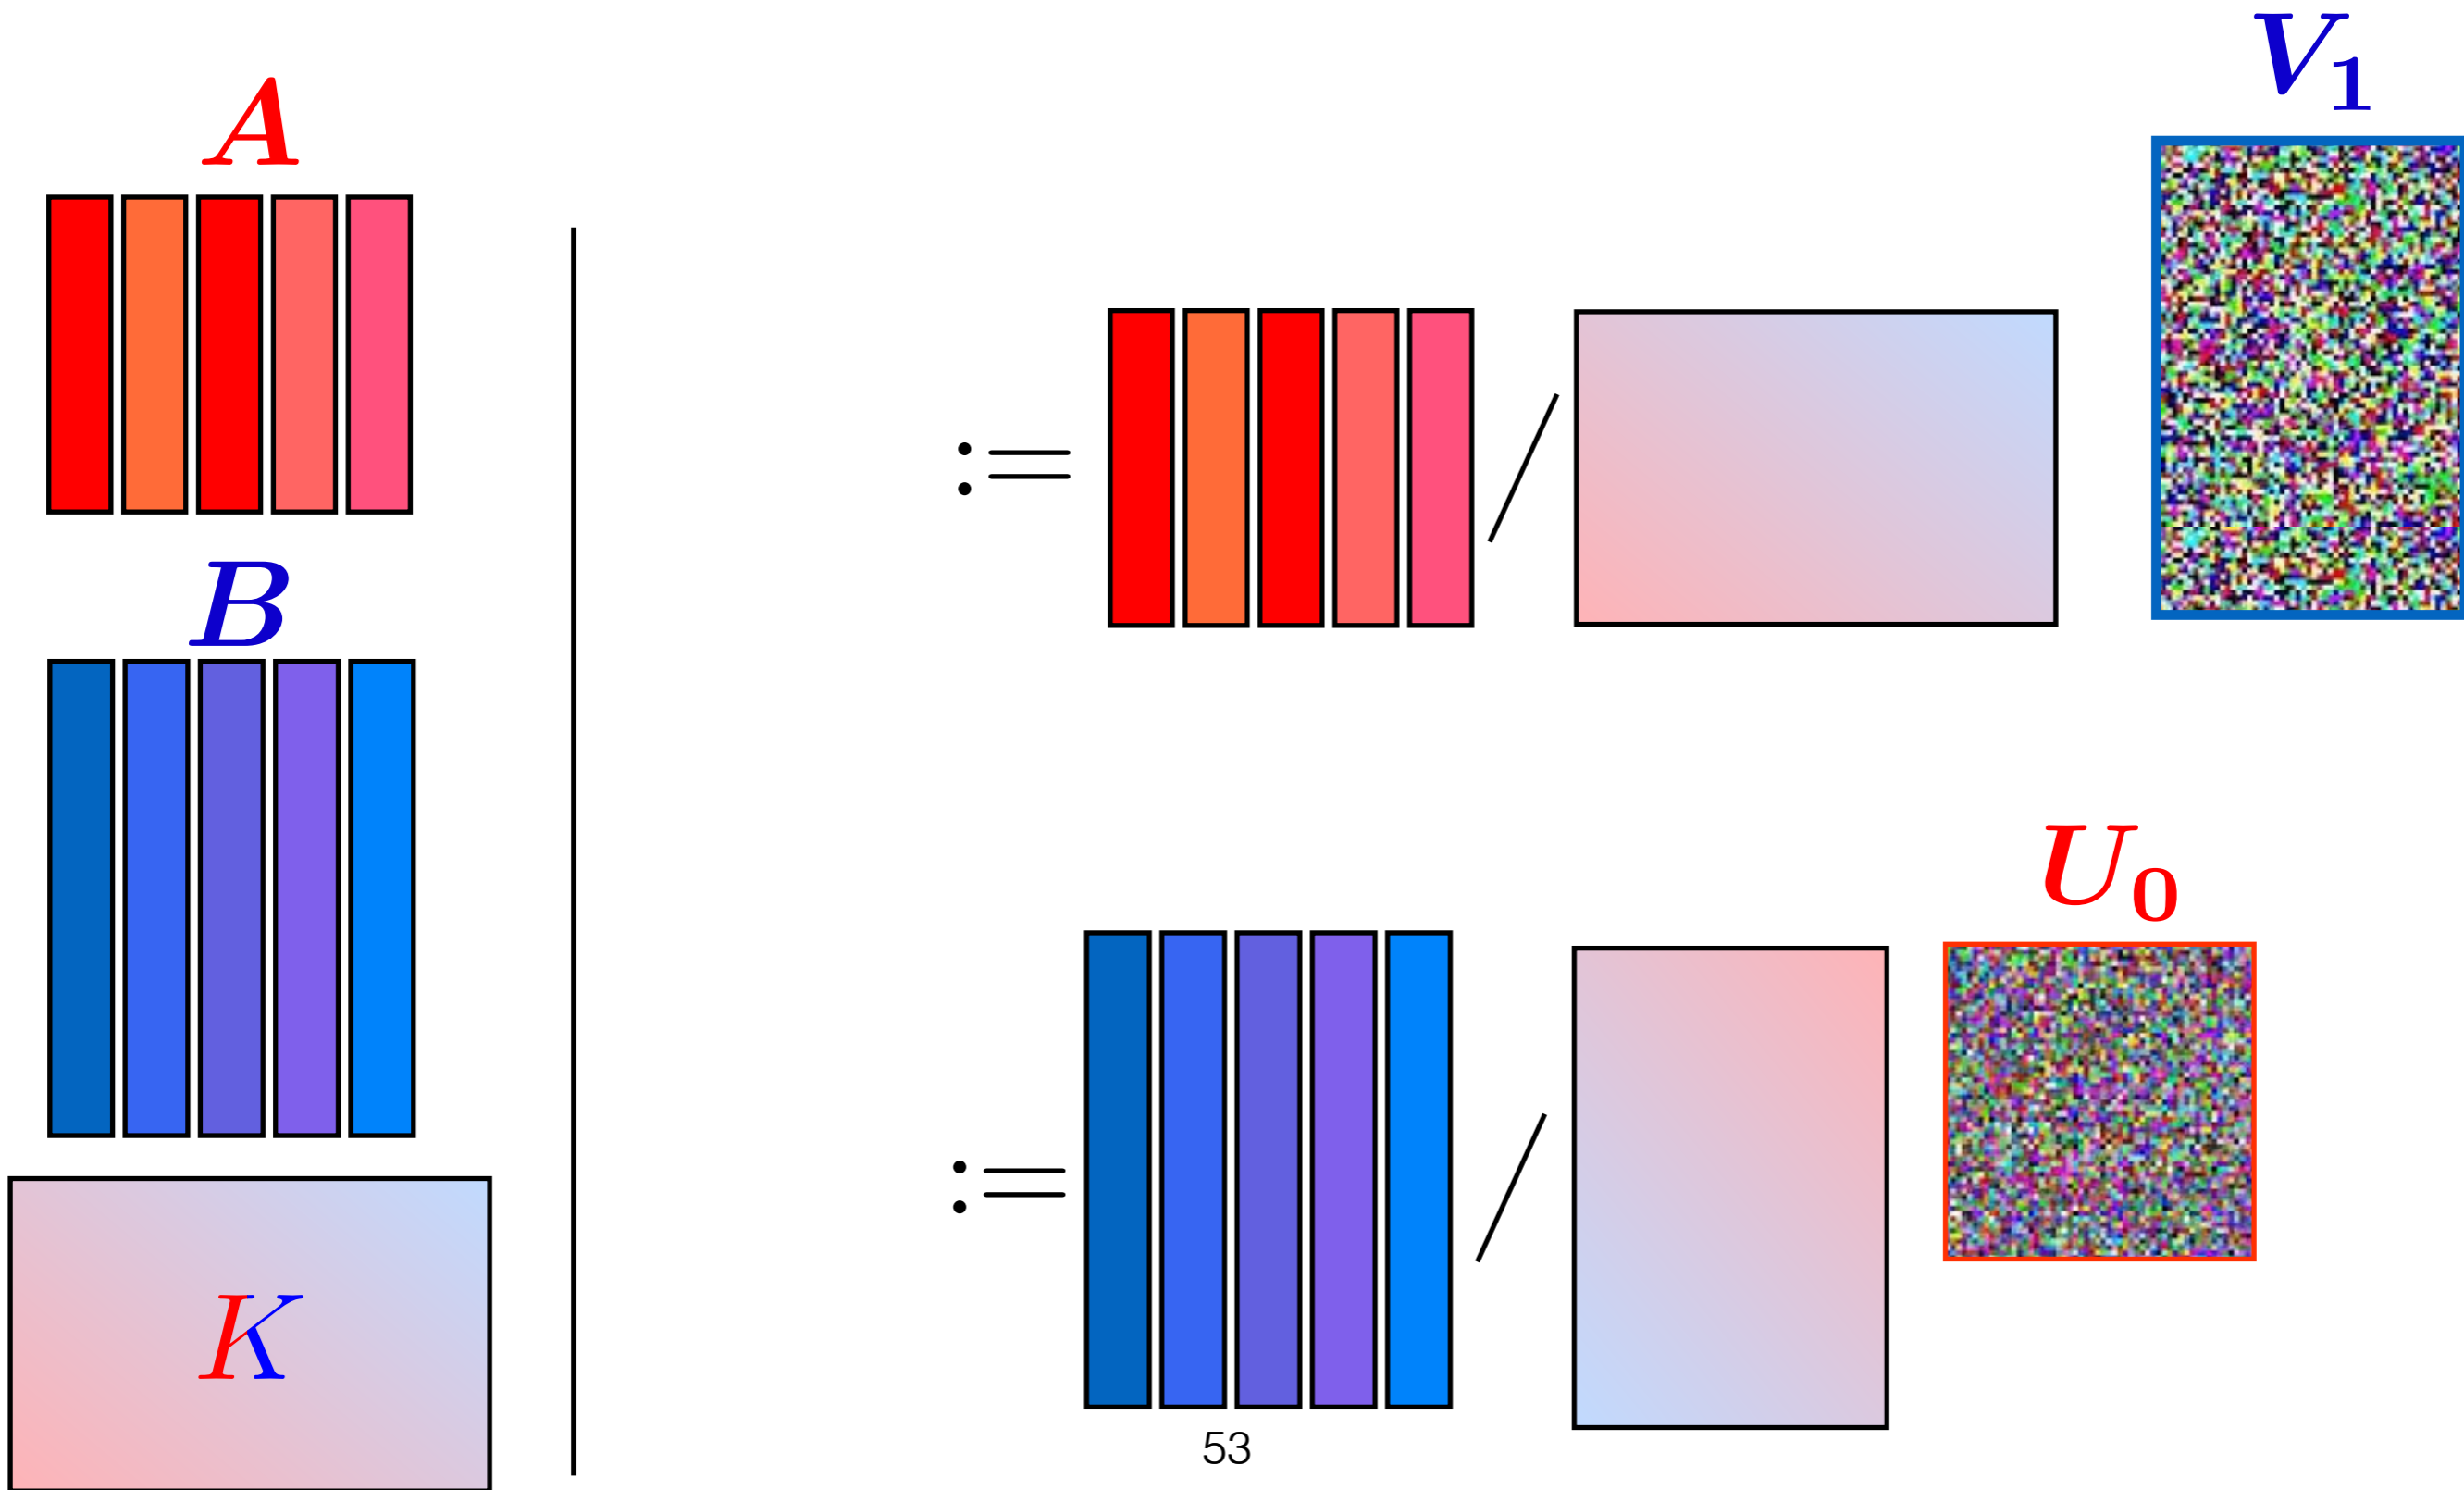 A
B
K
:=
/
V₁
:=
/
U₀
53